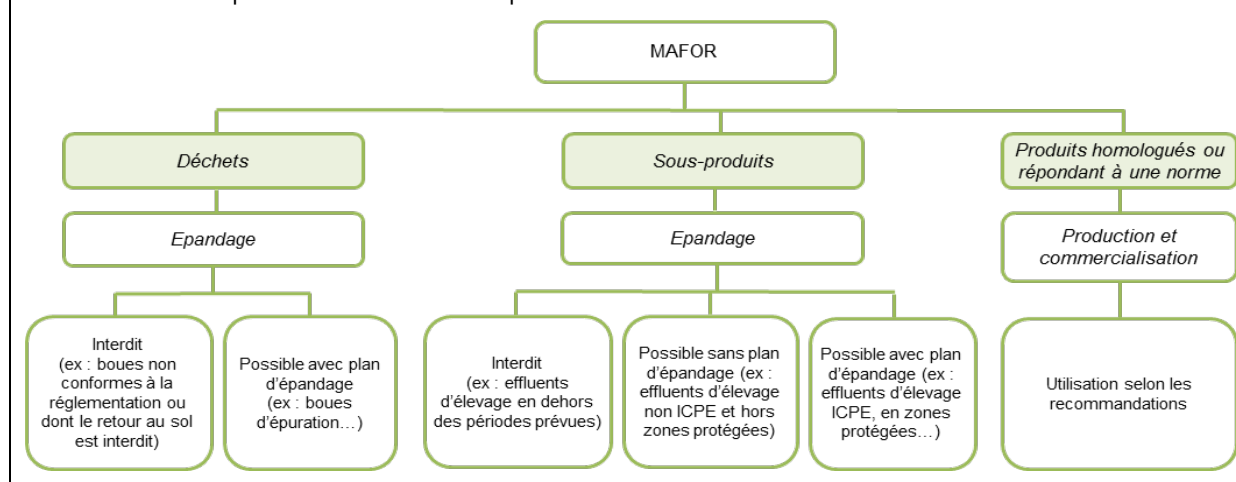 MAFOR
Déchets
Sous-produits
Produits homologués ou
répondant à une norme
Epandage
Epandage
Production et
commercialisation
Interdit
(ex : boues non
conformes à la
réglementation ou
dont le retour au sol
est interdit)
Possible avec plan
d'épandage
(ex : boues
d'épuration…)
Interdit
(ex : effluents
d'élevage en dehors
des périodes prévues)
Possible sans plan
d'épandage (ex :
effluents d'élevage
non ICPE et hors
zones protégées)
Possible avec plan
d'épandage (ex :
effluents d'élevage
ICPE, en zones
protégées…)
Utilisation selon les
recommandations